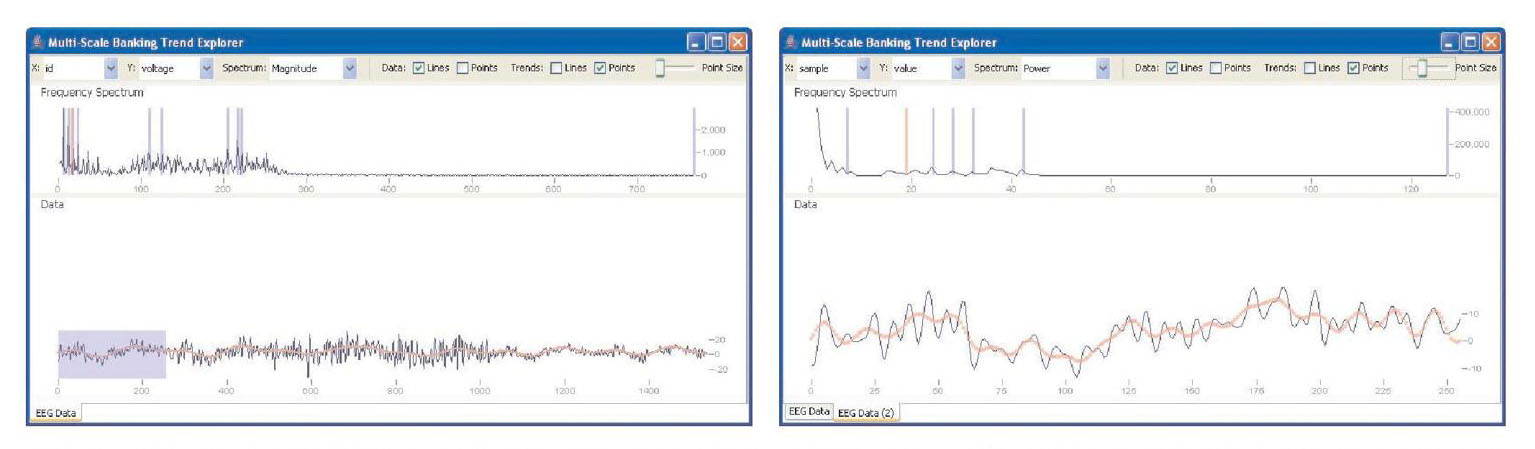 Multi-Scale Banking Trend Explorer
X: id Y: voltage Spectrum: Magnitude Data: Lines Points Trends: Lines Points Point Size
Frequency Spectrum
2,000
1,000
0
0 100 200 300 400 500 600 700
Data
20
0
-20
0 200 400 600 800 1000 1200 1400
EEG Data
Multi-Scale Banking Trend Explorer
X: sample Y: value Spectrum: Power Data: Lines Points Trends: Lines Points Point Size
Frequency Spectrum
400,000
200,000
0
0 20 40 60 80 100 120
Data
10
0
-10
0 25 50 75 100 125 150 175 200 225 250
EEG Data EEG Data (2)